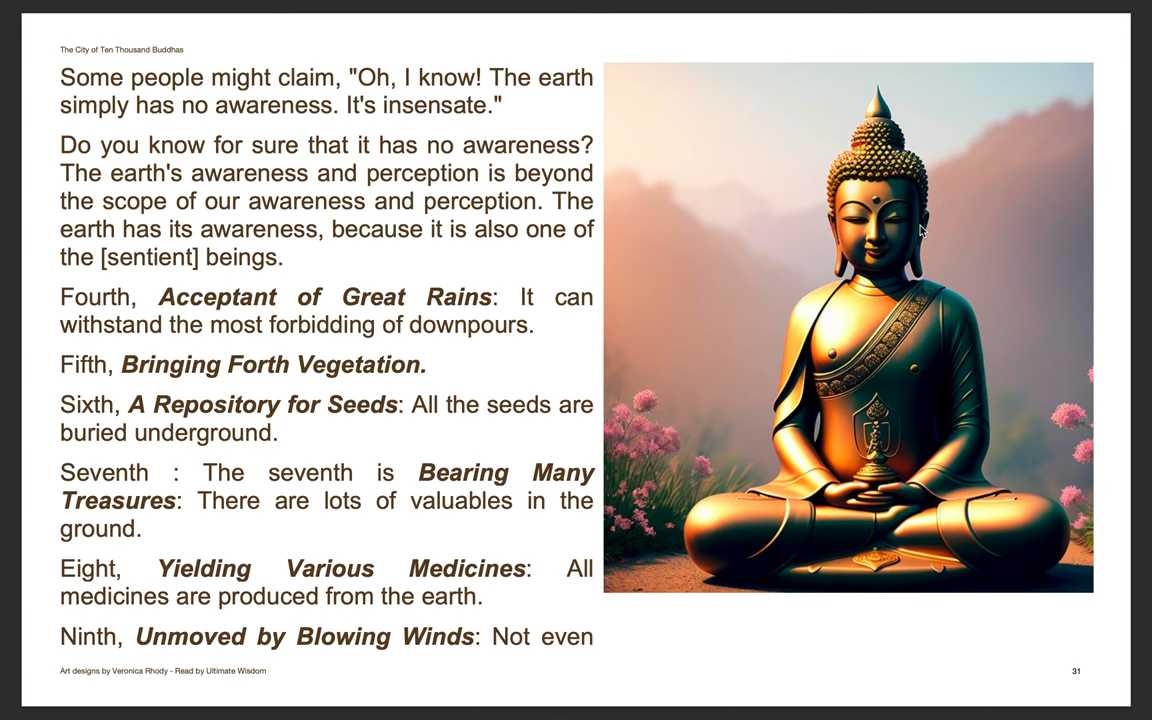 The City of Ten Thousand Buddhas
Some people might claim, "Oh, I know! The earth
simply has no awareness. It's insensate."
Do you know for sure that it has no awareness?
The earth's awareness and perception is beyond
the scope of our awareness and perception. The
earth has its awareness, because it is also one of
the [sentient] beings.
Fourth, Acceptant of Great Rains: It can
withstand the most forbidding of downpours.
Fifth, Bringing Forth Vegetation.
Sixth, A Repository for Seeds: All the seeds are
buried underground.
Seventh : The seventh is Bearing Many
Treasures: There are lots of valuables in the
ground.
Eight, Yielding Various Medicines: All
medicines are produced from the earth.
Ninth, Unmoved by Blowing Winds: Not even
Art designs by Veronica Rhody - Read by Ultimate Wisdom
31